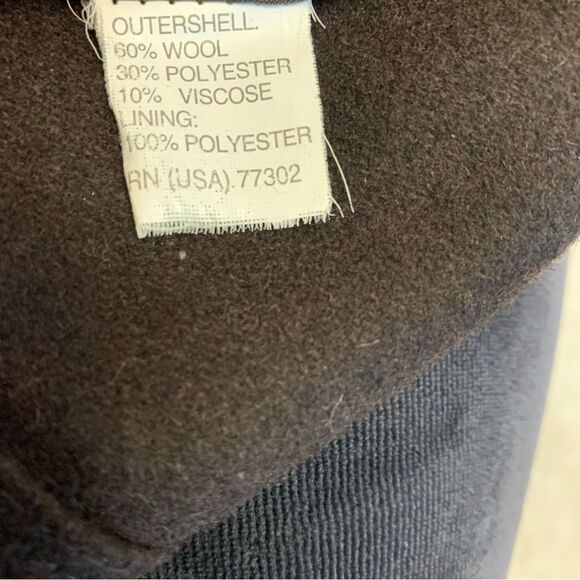 OUTERSHELL:
60% WOOL
30% POLYESTER
10% VISCOSE
LINING:
100% POLYESTER
RN (USA) 77302